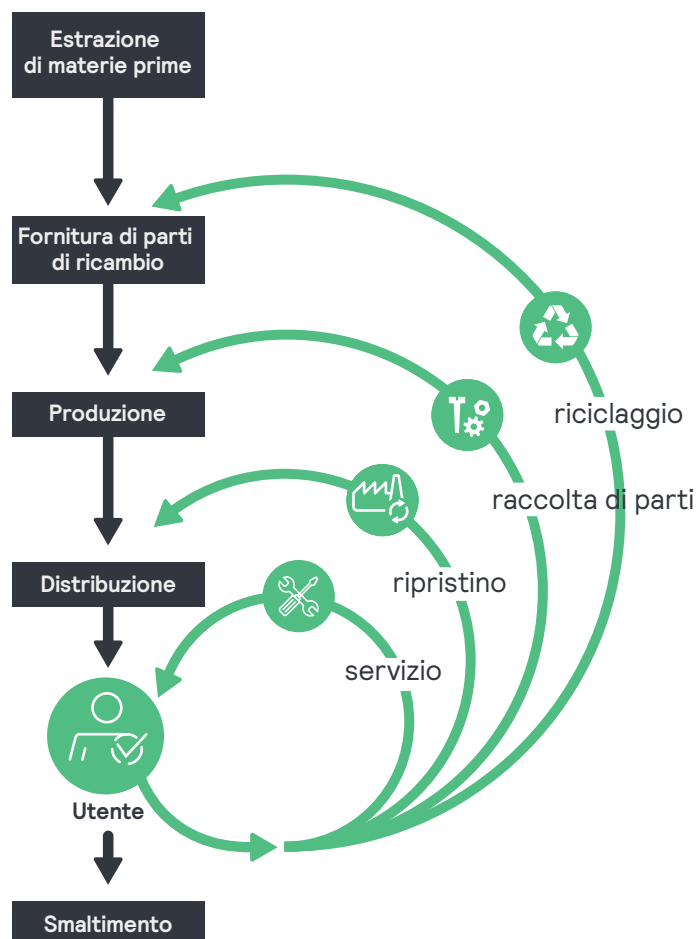 Estrazione
di materie prime
Fornitura di parti
di ricambio
Produzione
riciclaggio
raccolta di parti
Distribuzione
ripristino
servizio
Utente
Smaltimento